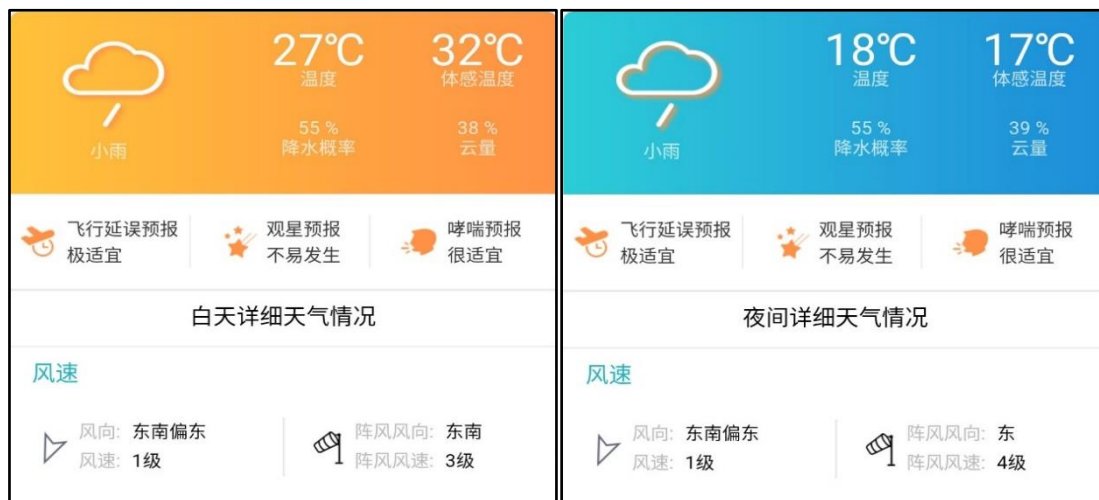 27℃ 32℃
温度 体感温度
55 % 38 %
小雨 降水概率 云量
飞行延误预报 观星预报 哮喘预报
极适宜 不易发生 很适宜
白天详细天气情况
风速
风向: 东南偏东 阵风风向: 东南
风速: 1级 阵风风速: 3级
18℃ 17℃
温度 体感温度
55 % 39 %
小雨 降水概率 云量
飞行延误预报 观星预报 哮喘预报
极适宜 不易发生 很适宜
夜间详细天气情况
风速
风向: 东南偏东 阵风风向: 东
风速: 1级 阵风风速: 4级